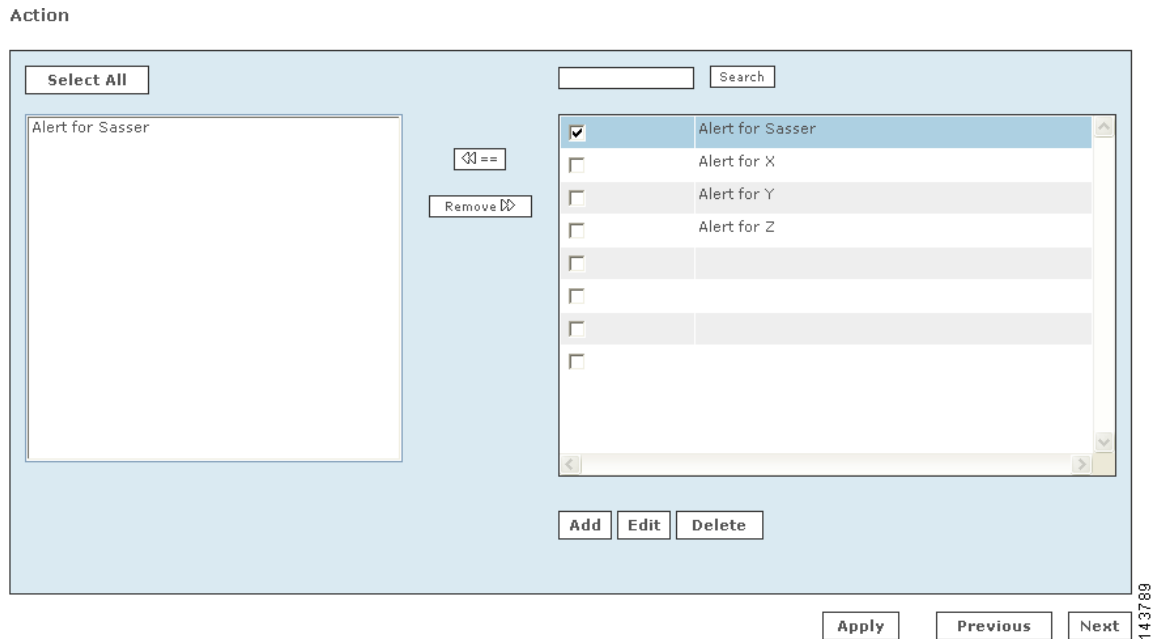 Action
Select All
Search
Alert for Sasser
==
Remove
Alert for Sasser
Alert for X
Alert for Y
Alert for Z
Add
Edit
Delete
Apply
Previous
Next
143789